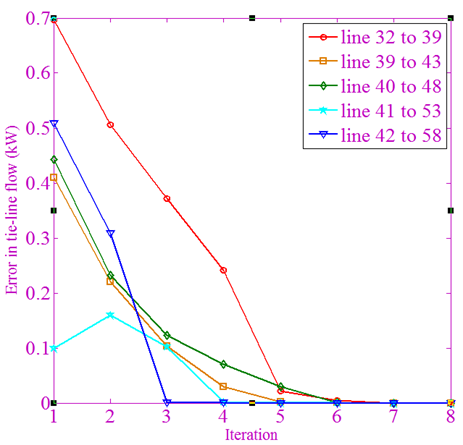 0.7
0.6
0.5
0.4
0.3
0.2
0.1
0
Error in tie-line flow (kW)
line 32 to 39
line 39 to 43
line 40 to 48
line 41 to 53
line 42 to 58
1 2 3 4 5 6 7 8
Iteration